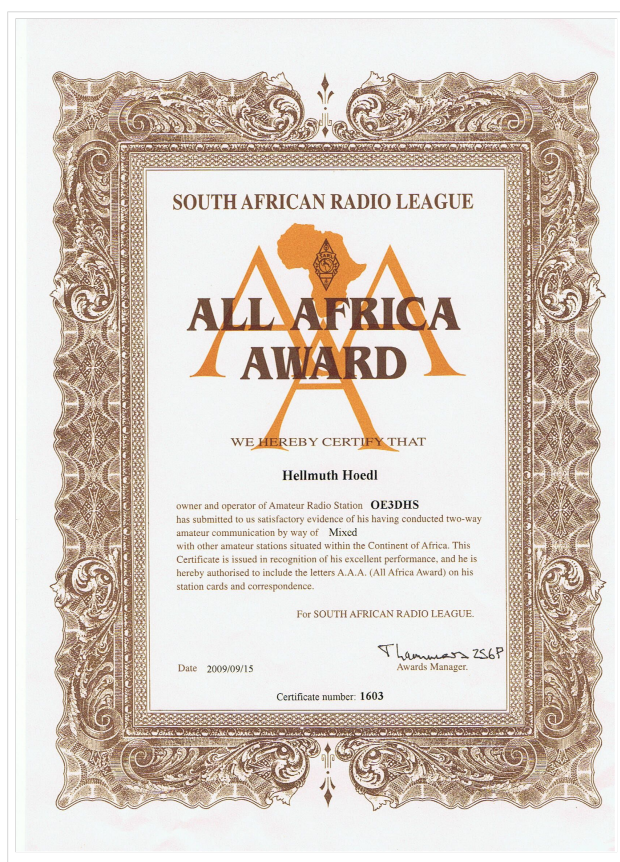 SOUTH AFRICAN RADIO LEAGUE
ALL AFRICA
AWARD
WE HEREBY CERTIFY THAT
Hellmuth Hoedl
owner and operator of Amateur Radio Station OE3DHS
has submitted to us satisfactory evidence of his having conducted two-way
amateur communication by way of Mixed
with other amateur stations situated within the Continent of Africa. This
Certificate is issued in recognition of his excellent performance, and he is
hereby authorised to include the letters A.A.A. (All Africa Award) on his
station cards and correspondence.
For SOUTH AFRICAN RADIO LEAGUE.
ZS6P
Date 2009/09/15 Awards Manager.
Certificate number: 1603